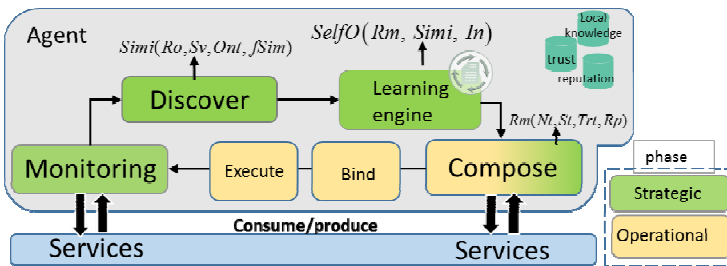 Agent
Simi(Ro,Sv,Ont,fSim)
SelfO(Rm, Simi, In)
Local
knowledge
trust
reputation
Discover
Learning
engine
Rm(Nt,St,Trt,Rp)
Monitoring
Execute
Bind
Compose
phase
Strategic
Operational
Consume/produce
Services
Services